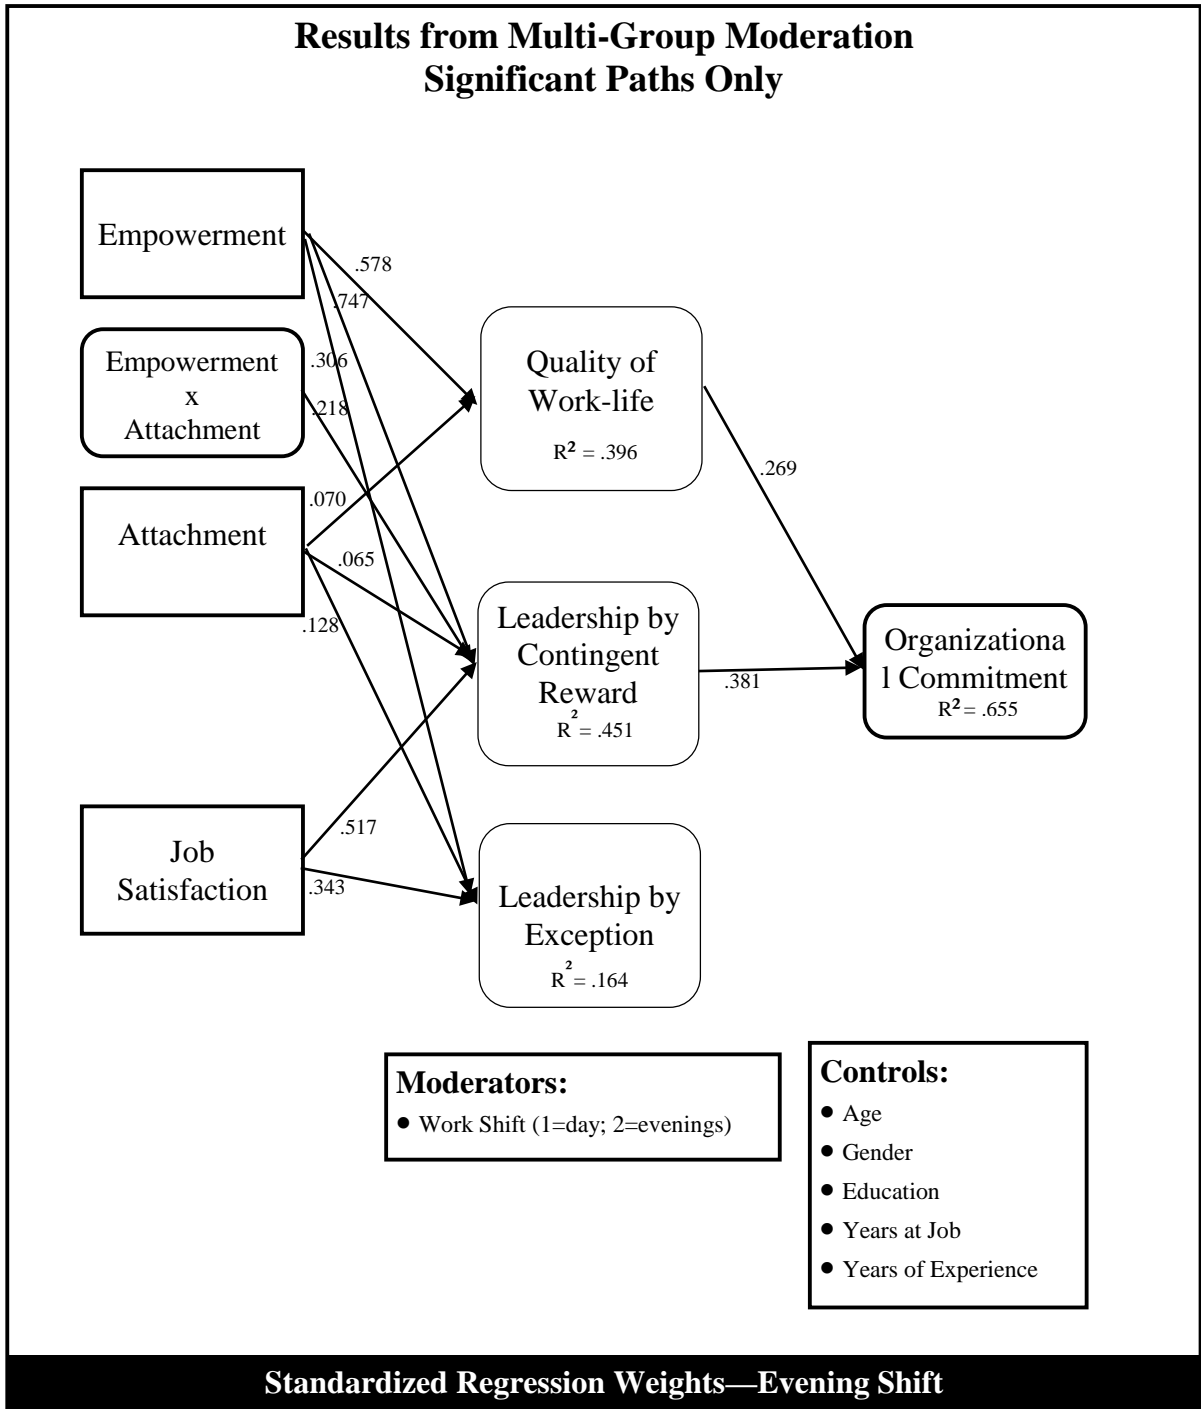 Results from Multi-Group Moderation
Significant Paths Only
Empowerment
.578
.747
Empowerment
x
Attachment
.306
.218
Quality of
Work-life
R² = .396
.269
Attachment
.070
.065
.128
Leadership by
Contingent
Reward
R² = .451
.381
Organizationa
l Commitment
R² = .655
Job
Satisfaction
.517
.343
Leadership by
Exception
R² = .164
Moderators:
● Work Shift (1=day; 2=evenings)
Controls:
● Age
● Gender
● Education
● Years at Job
● Years of Experience
Standardized Regression Weights—Evening Shift